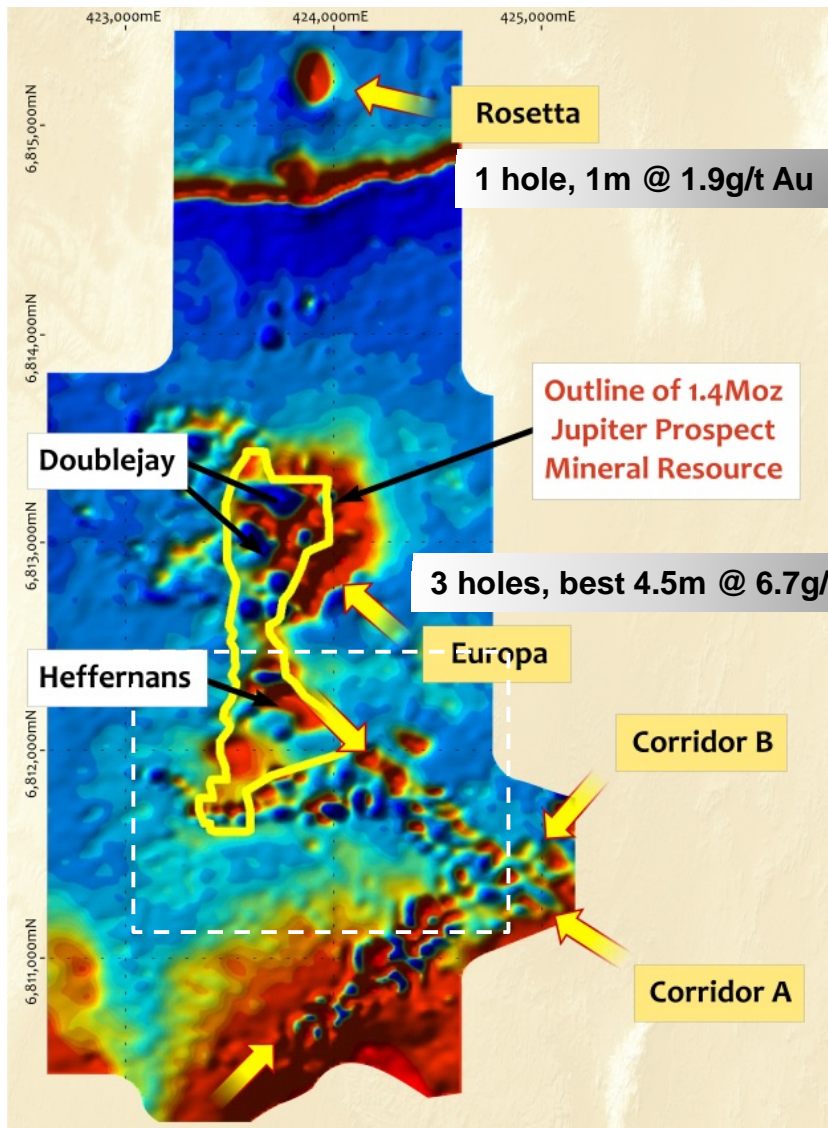 423,000mE
424,000mE
425,000mE
Rosetta
6,815,000mN
1 hole, 1m @ 1.9g/t Au
6,814,000mN
Outline of 1.4Moz
Jupiter Prospect
Mineral Resource
Doublejay
6,813,000mN
3 holes, best 4.5m @ 6.7g/
Europa
Heffernans
Corridor B
6,812,000mN
6,811,000mN
Corridor A